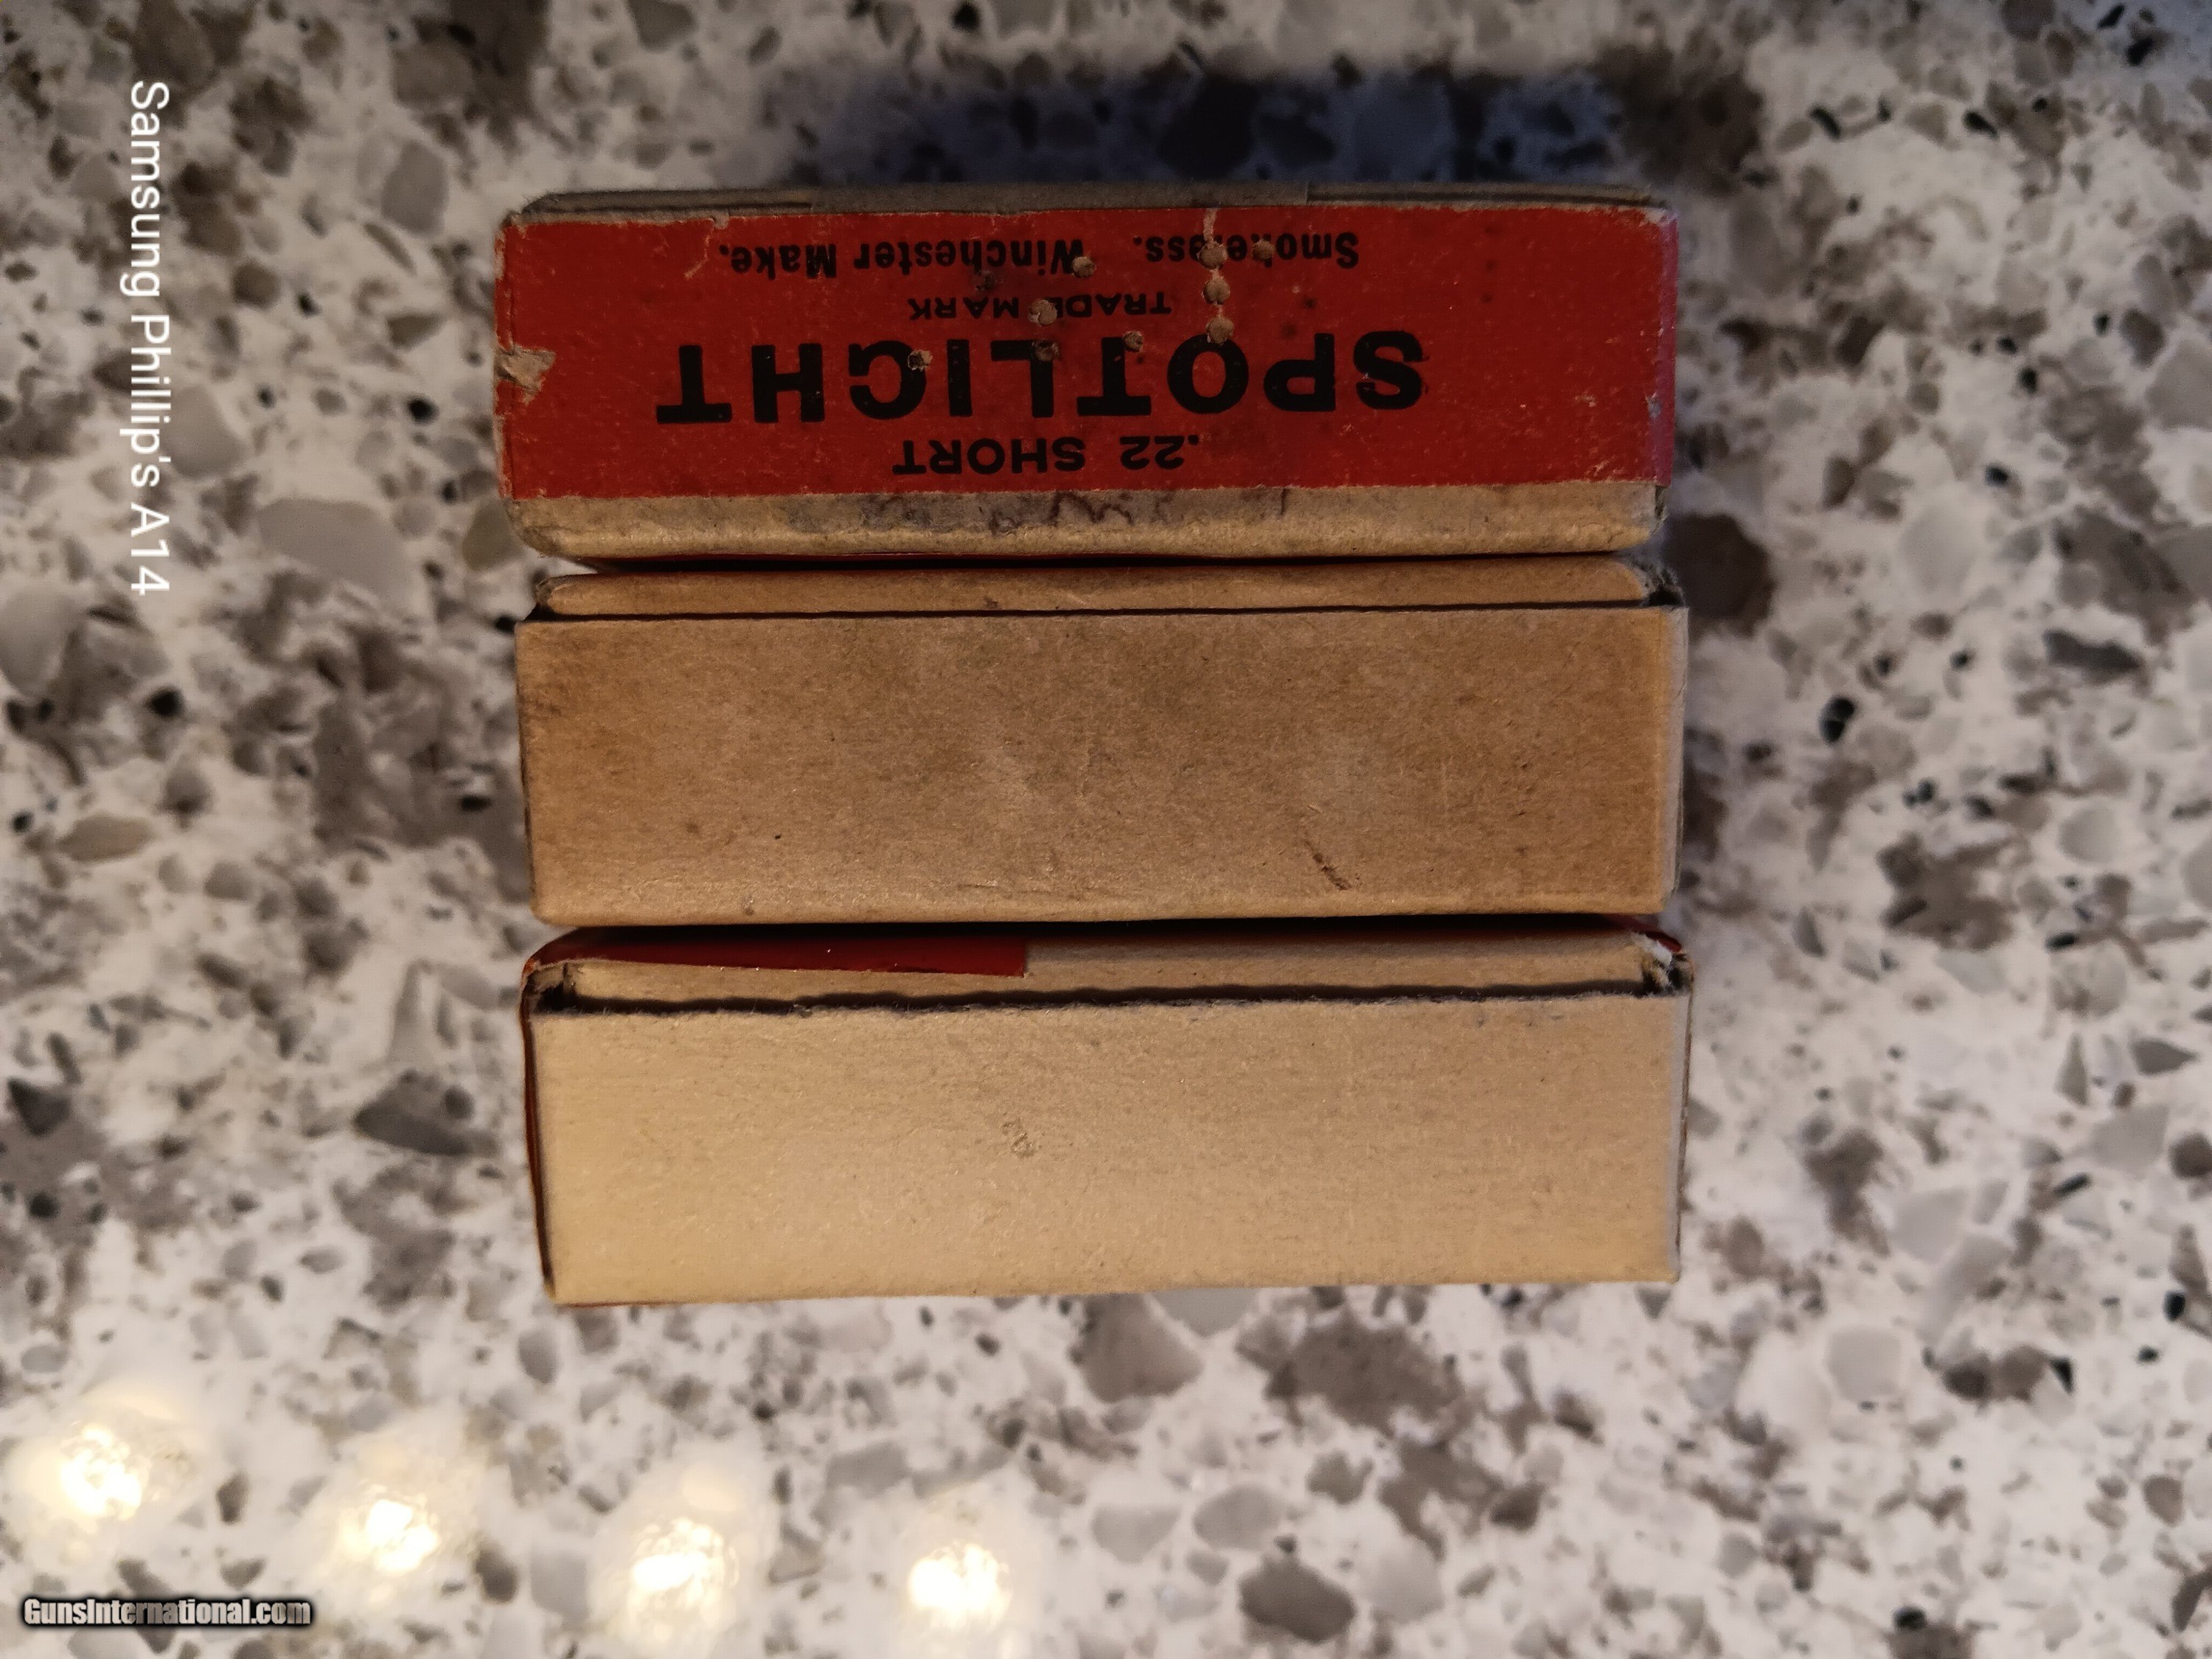 Samsung Phillip's A14
.22 SHORT
SPOTLIGHT
TRADE MARK
Smokeless. Winchester Make.
GunsInternational.com